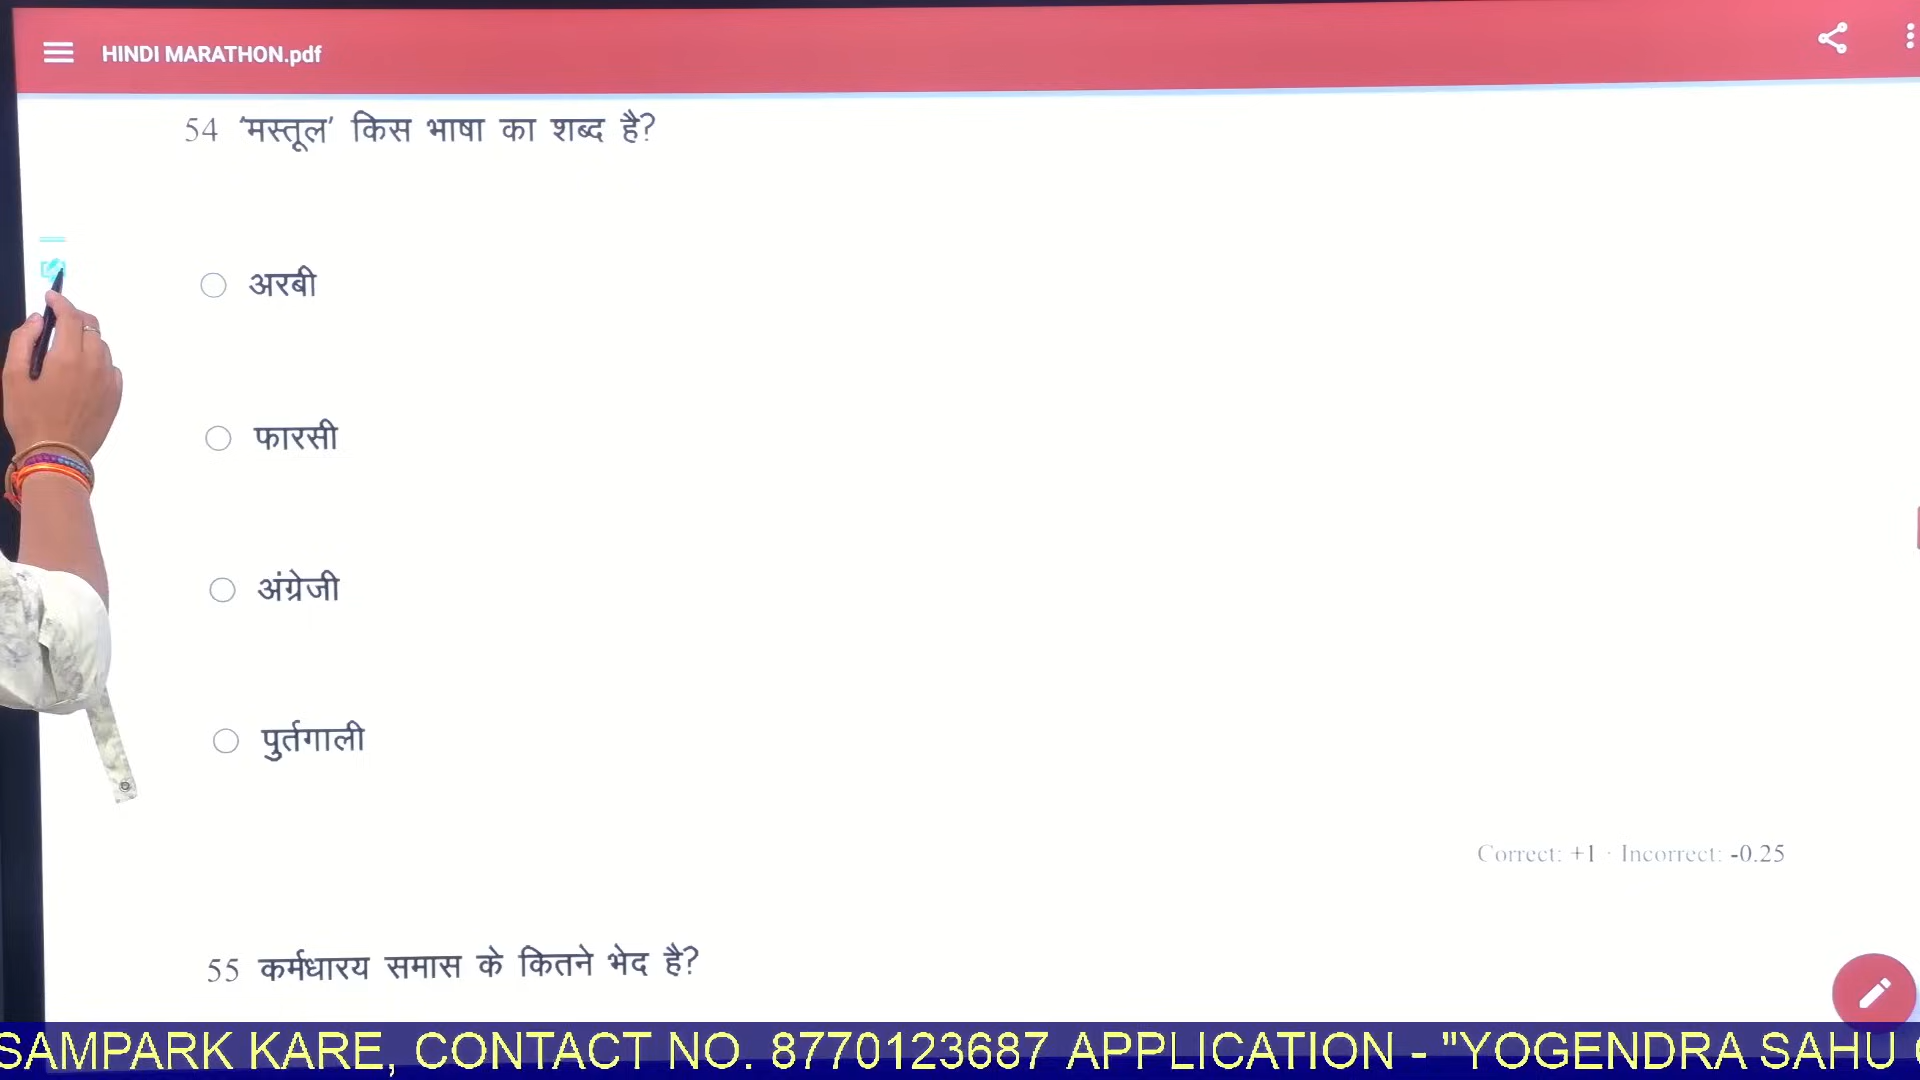 HINDI MARATHON.pdf
54 ‘मस्तूल’ किस भाषा का शब्द है?
अरबी
फारसी
अंग्रेजी
पुर्तगाली
Correct: +1 · Incorrect: -0.25
55 कर्मधारय समास के कितने भेद है?
SAMPARK KARE, CONTACT NO. 8770123687 APPLICATION - "YOGENDRA SAHU